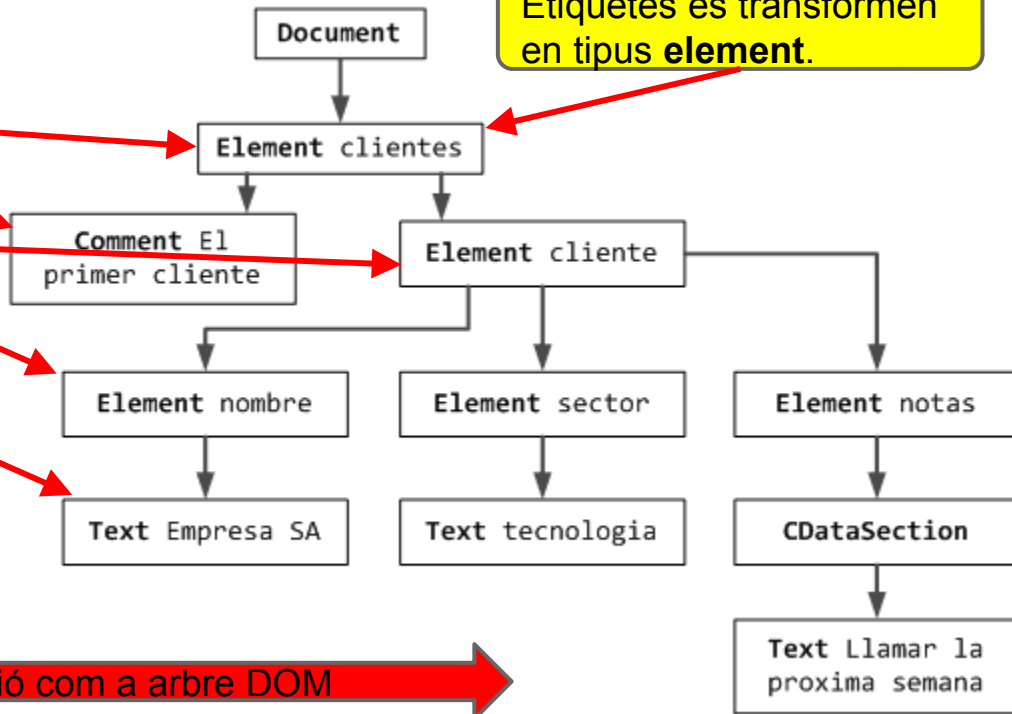 Document
Etiquetes es transformen
en tipus element.
Element clientes
Comment El
primer cliente
Element cliente
Element nombre
Element sector
Element notas
Text Empresa SA
Text tecnologia
CDataSection
Text Llamar la
proxima semana
ió com a arbre DOM